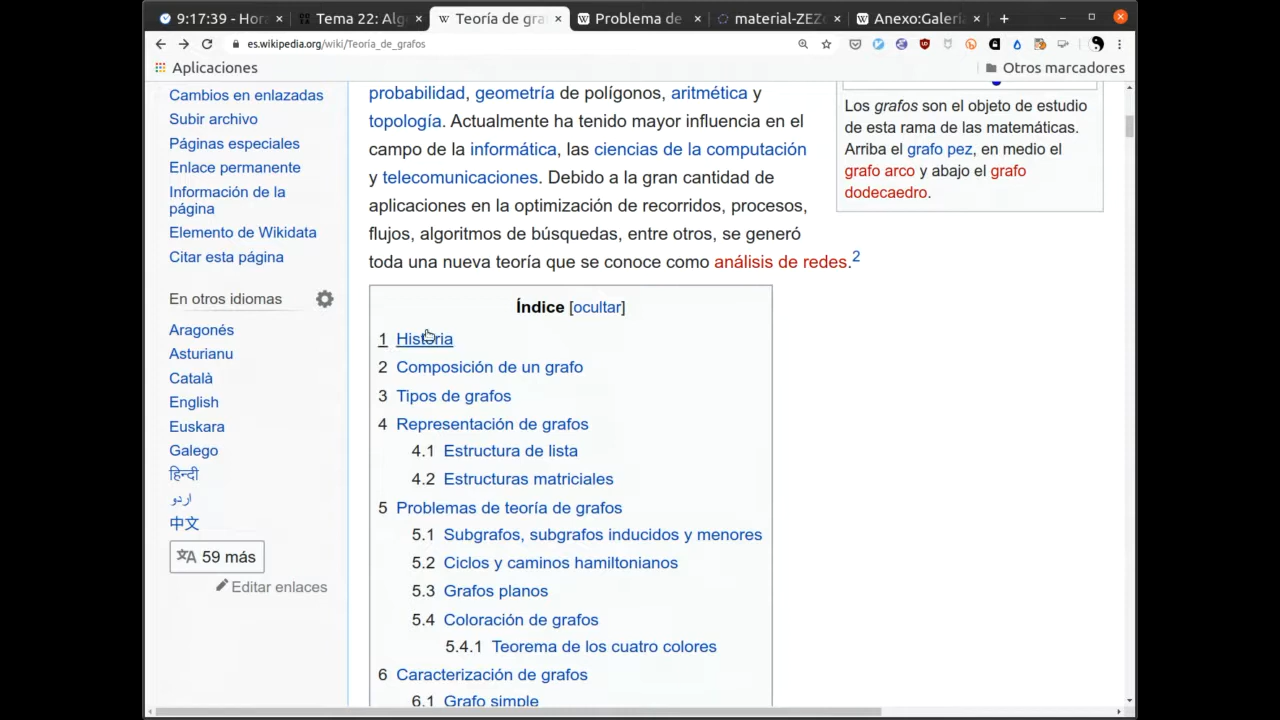 9:17:39 - Hora
Tema 22: Algo
Teoría de gra
Problema de
material-ZEZ
Anexo:Galería
es.wikipedia.org/wiki/Teoria_de_grafos
Aplicaciones
Otros marcadores
Cambios en enlazadas
Subir archivo
Páginas especiales
Enlace permanente
Información de la
página
Elemento de Wikidata
Citar esta página
En otros idiomas
Aragonés
Asturianu
Català
English
Euskara
Galego
हिन्दी
اردو
中文
59 más
Editar enlaces
probabilidad, geometría de polígonos, aritmética y
topología. Actualmente ha tenido mayor influencia en el
campo de la informática, las ciencias de la computación
y telecomunicaciones. Debido a la gran cantidad de
aplicaciones en la optimización de recorridos, procesos,
flujos, algoritmos de búsquedas, entre otros, se generó
toda una nueva teoría que se conoce como análisis de redes.2
Índice [ocultar]
1 Historia
2 Composición de un grafo
3 Tipos de grafos
4 Representación de grafos
4.1 Estructura de lista
4.2 Estructuras matriciales
5 Problemas de teoría de grafos
5.1 Subgrafos, subgrafos inducidos y menores
5.2 Ciclos y caminos hamiltonianos
5.3 Grafos planos
5.4 Coloración de grafos
5.4.1 Teorema de los cuatro colores
6 Caracterización de grafos
6.1 Grafo simple
Los grafos son el objeto de estudio
de esta rama de las matemáticas.
Arriba el grafo pez, en medio el
grafo arco y abajo el grafo
dodecaedro.